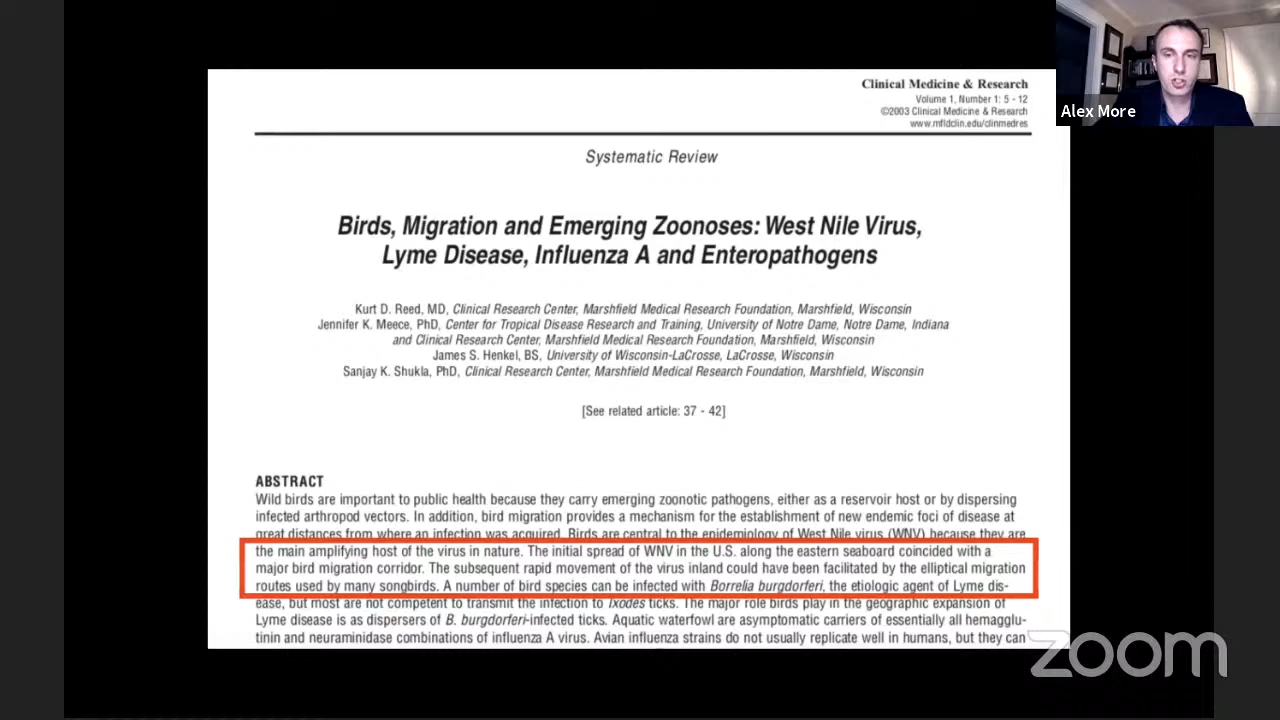 Clinical Medicine & Research
Volume 1, Number 1: 5 - 12
©2003 Clinical Medicine & Research
www.mfldclin.edu/clinmedres
Alex More
Systematic Review
Birds, Migration and Emerging Zoonoses: West Nile Virus,
Lyme Disease, Influenza A and Enteropathogens
Kurt D. Reed, MD, Clinical Research Center, Marshfield Medical Research Foundation, Marshfield, Wisconsin
Jennifer K. Meece, PhD, Center for Tropical Disease Research and Training, University of Notre Dame, Notre Dame, Indiana
and Clinical Research Center, Marshfield Medical Research Foundation, Marshfield, Wisconsin
James S. Henkel, BS, University of Wisconsin-LaCrosse, LaCrosse, Wisconsin
Sanjay K. Shukla, PhD, Clinical Research Center, Marshfield Medical Research Foundation, Marshfield, Wisconsin
[See related article: 37 - 42]
ABSTRACT
Wild birds are important to public health because they carry emerging zoonotic pathogens, either as a reservoir host or by dispersing
infected arthropod vectors. In addition, bird migration provides a mechanism for the establishment of new endemic foci of disease at
great distances from where an infection was acquired. Birds are central to the epidemiology of West Nile virus (WNV) because they are
the main amplifying host of the virus in nature. The initial spread of WNV in the U.S. along the eastern seaboard coincided with a
major bird migration corridor. The subsequent rapid movement of the virus inland could have been facilitated by the elliptical migration
routes used by many songbirds. A number of bird species can be infected with Borrelia burgdorferi, the etiologic agent of Lyme dis-
ease, but most are not competent to transmit the infection to Ixodes ticks. The major role birds play in the geographic expansion of
Lyme disease is as dispersers of B. burgdorferi-infected ticks. Aquatic waterfowl are asymptomatic carriers of essentially all hemagglu-
tinin and neuraminidase combinations of influenza A virus. Avian influenza strains do not usually replicate well in humans, but they can
zoom